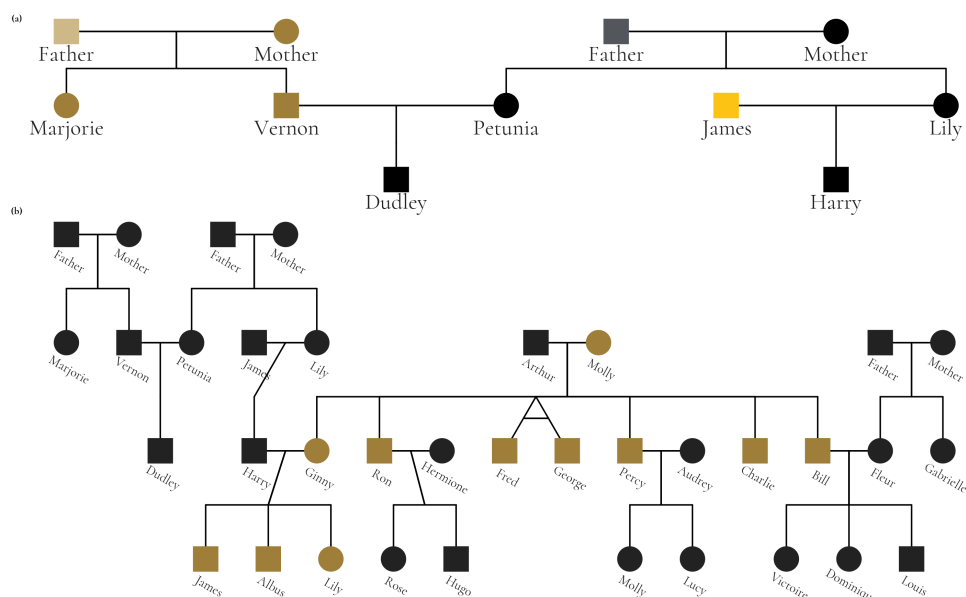 (a)
Father
Mother
Father
Mother
Marjorie
Vernon
Petunia
James
Lily
Dudley
Harry
(b)
Father
Mother
Father
Mother
Marjorie
Vernon
Petunia
James
Lily
Arthur
Molly
Father
Mother
Dudley
Harry
Ginny
Ron
Hermione
Fred
George
Percy
Audrey
Charlie
Bill
Fleur
Gabrielle
James
Albus
Lily
Rose
Hugo
Molly
Lucy
Victoire
Dominiqu
Louis